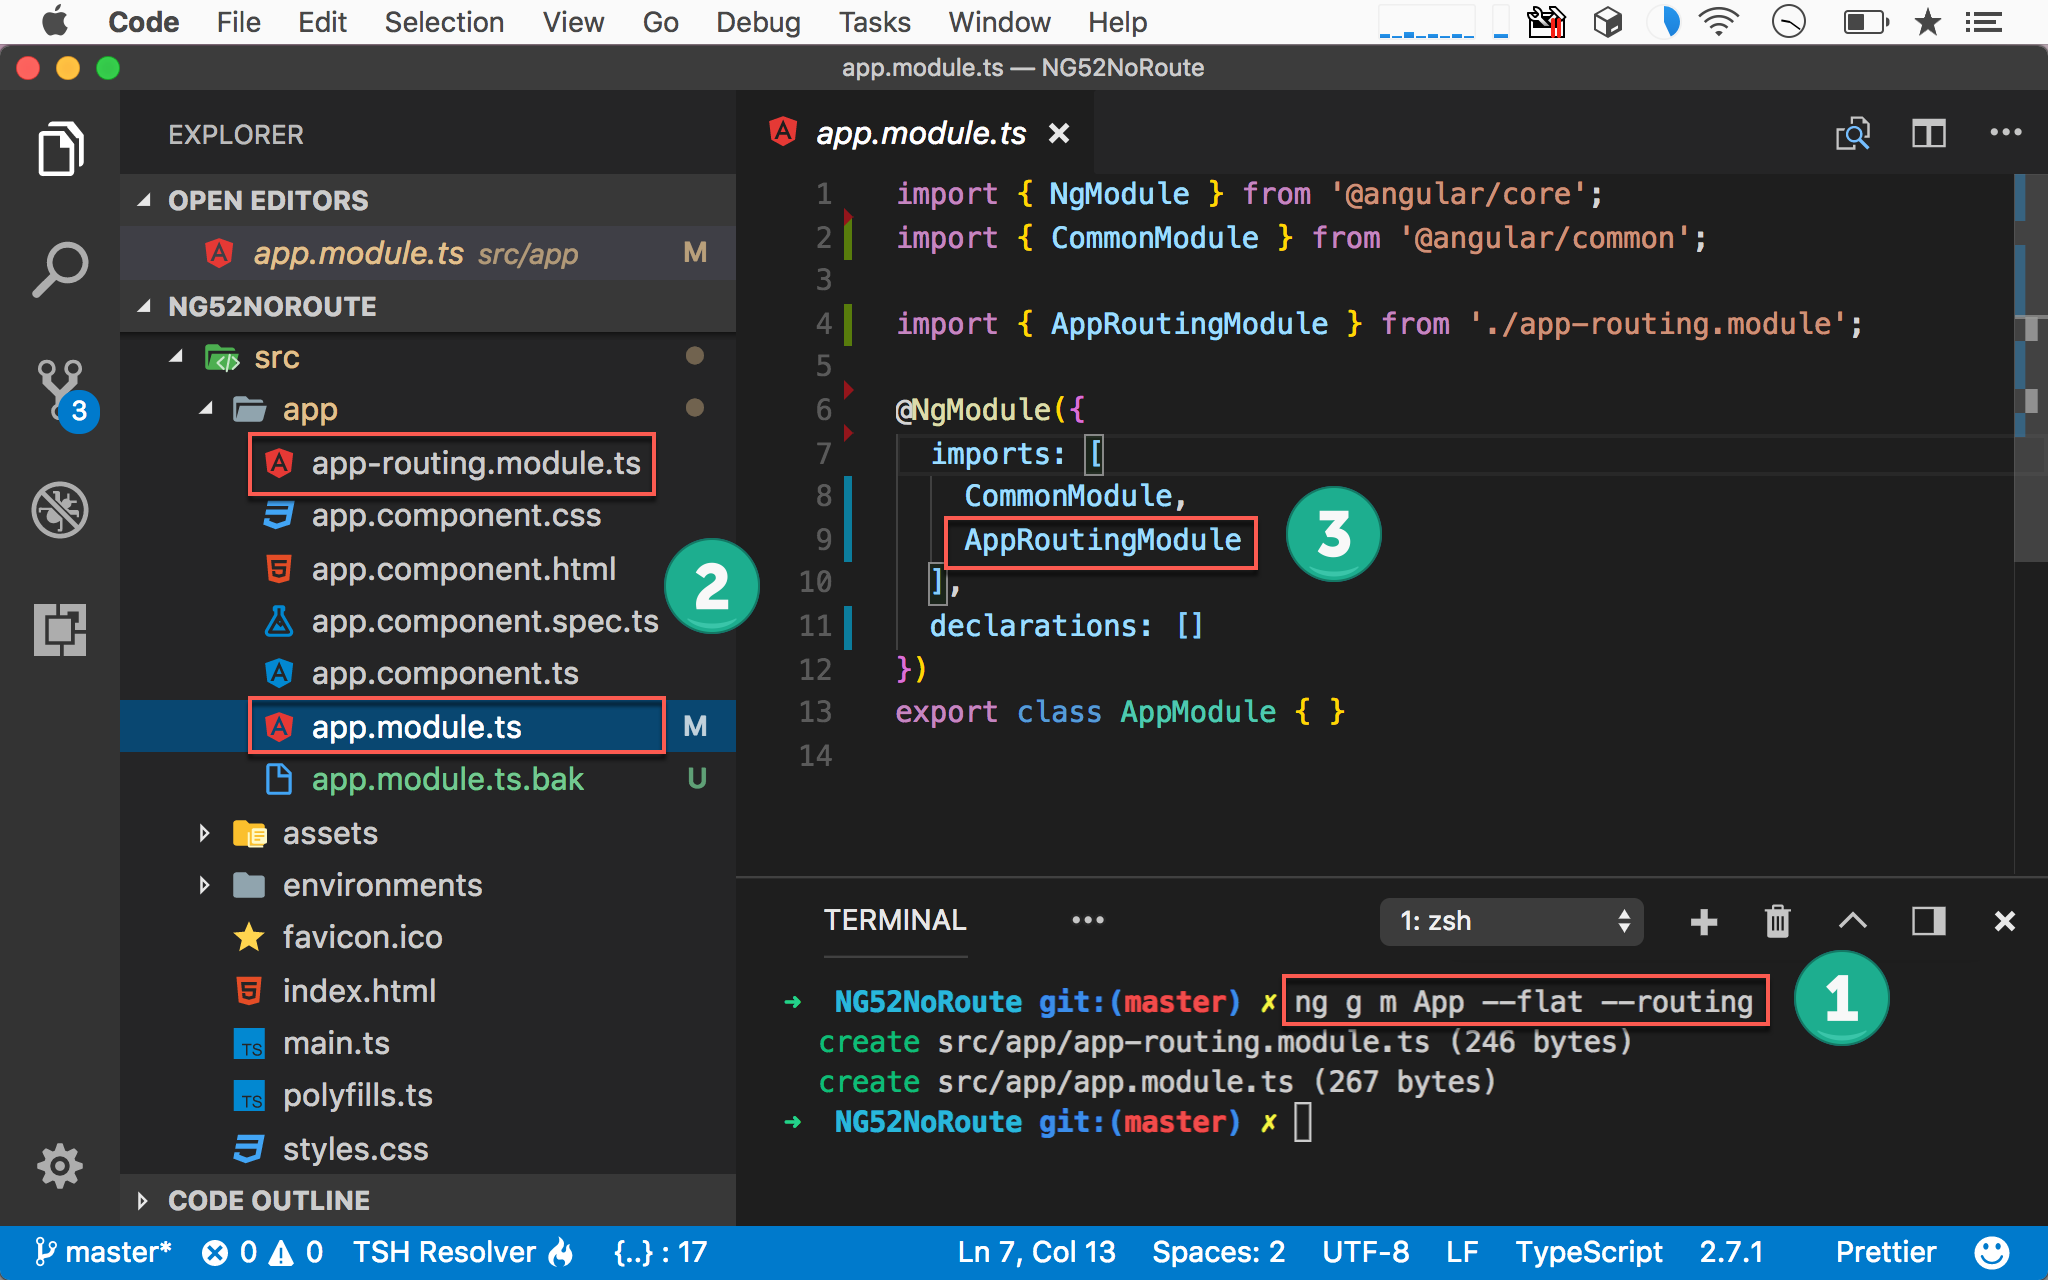 Code File Edit Selection View Go Debug Tasks Window Help
app.module.ts — NG52NoRoute
EXPLORER
OPEN EDITORS
app.module.ts src/app M
NG52NOROUTE
src
app
app-routing.module.ts
app.component.css
app.component.html
app.component.spec.ts
app.component.ts
app.module.ts M
app.module.ts.bak U
assets
environments
favicon.ico
index.html
TS main.ts
TS polyfills.ts
styles.css
CODE OUTLINE
3
2
app.module.ts
1 import { NgModule } from '@angular/core';
2 import { CommonModule } from '@angular/common';
3
4 import { AppRoutingModule } from './app-routing.module';
5
6 @NgModule({
7 imports: [
8 CommonModule,
9 AppRoutingModule
10 ],
11 declarations: []
12 })
13 export class AppModule { }
14
3
TERMINAL 1: zsh
➜ NG52NoRoute git:(master) ✗ ng g m App --flat --routing
1
create src/app/app-routing.module.ts (246 bytes)
create src/app/app.module.ts (267 bytes)
➜ NG52NoRoute git:(master) ✗
master* 0 0 TSH Resolver {..} : 17 Ln 7, Col 13 Spaces: 2 UTF-8 LF TypeScript 2.7.1 Prettier